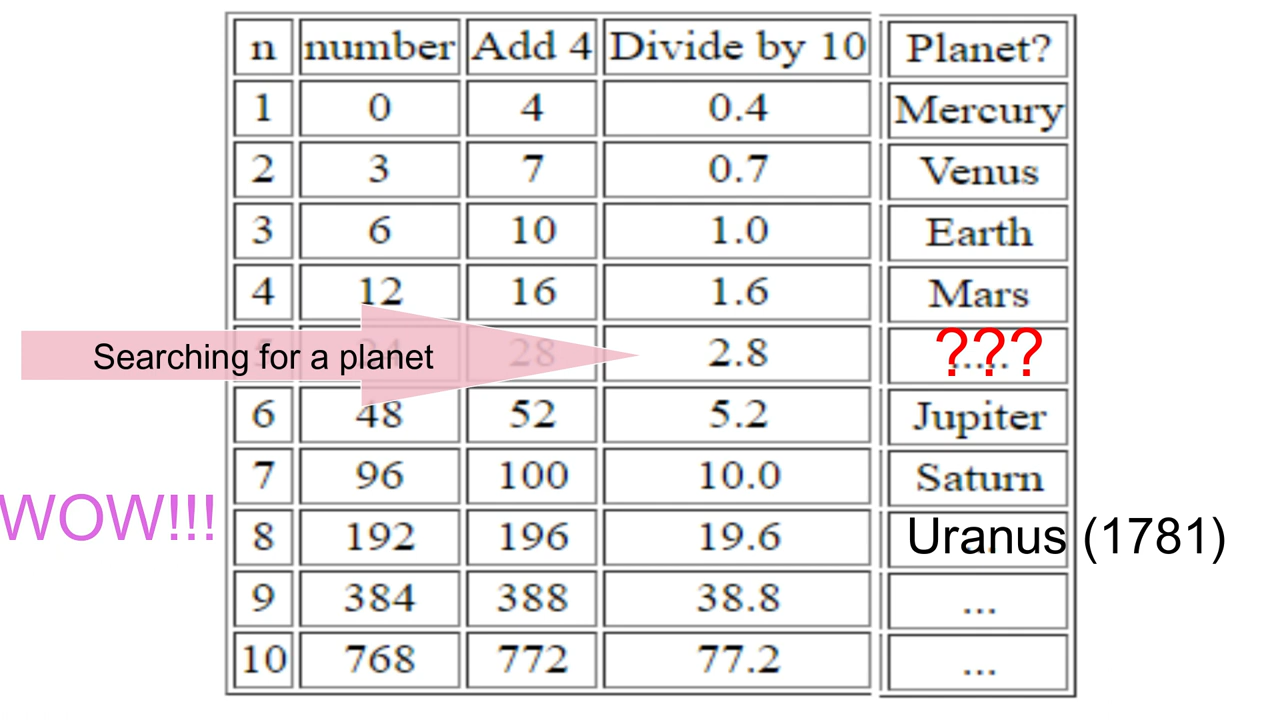 n number Add 4 Divide by 10 Planet?
1 0 4 0.4 Mercury
2 3 7 0.7 Venus
3 6 10 1.0 Earth
4 12 16 1.6 Mars
Searching for a planet 5 24 28 2.8 ..... ???
6 48 52 5.2 Jupiter
7 96 100 10.0 Saturn
WOW!!!
8 192 196 19.6 Uranus (1781)
9 384 388 38.8 ...
10 768 772 77.2 ...